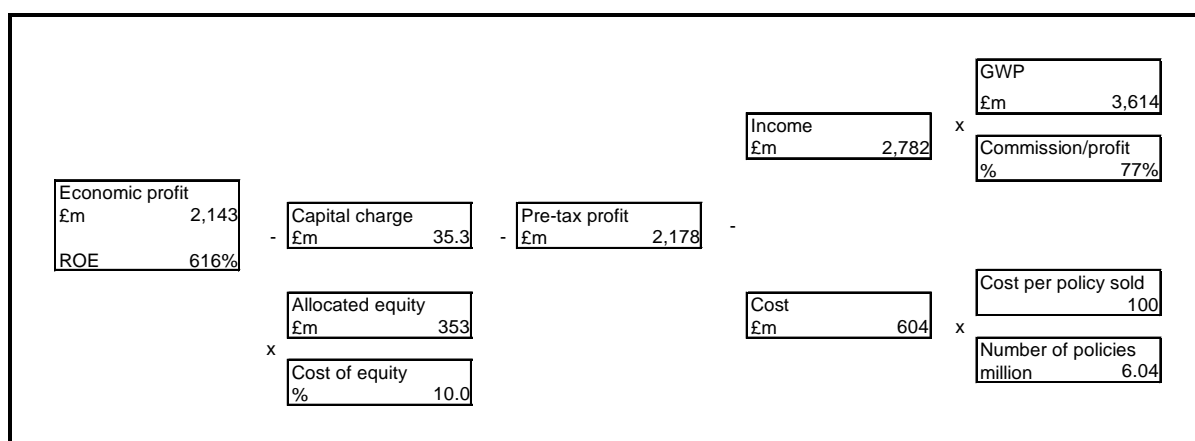 Economic profit
£m 2,143
ROE 616%
-
Capital charge
£m 35.3
-
Pre-tax profit
£m 2,178
-
Allocated equity
£m 353
x
Cost of equity
% 10.0
Income
£m 2,782
x
GWP
£m 3,614
Commission/profit
% 77%
Cost
£m 604
x
Cost per policy sold
100
Number of policies
million 6.04